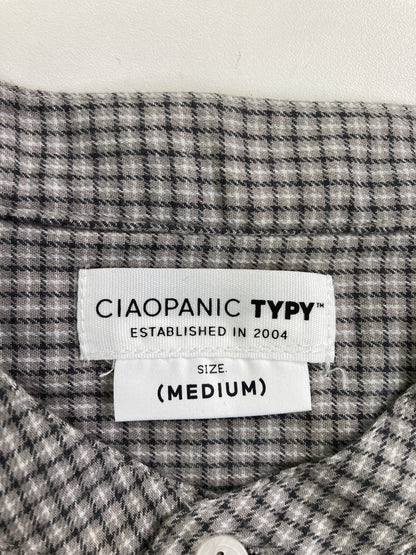 CIAOPANIC TYPY™
ESTABLISHED IN 2004
SIZE.
(MEDIUM)